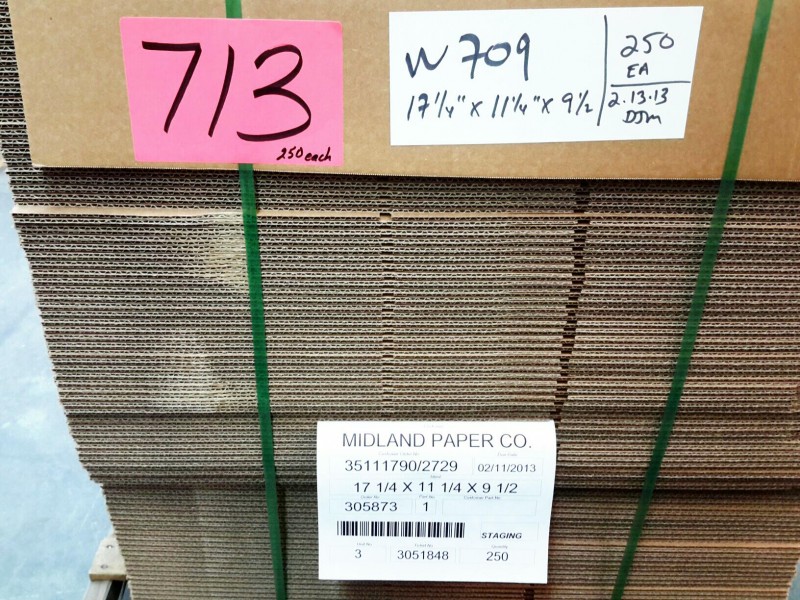 713
250 each
W709
17 1/4" X 11 1/4" X 9 1/2
250
EA
2.13.13
DJM
MIDLAND PAPER CO.
35111790/2729
02/11/2013
17 1/4 X 11 1/4 X 9 1/2
305873
1
STAGING
3
3051848
250